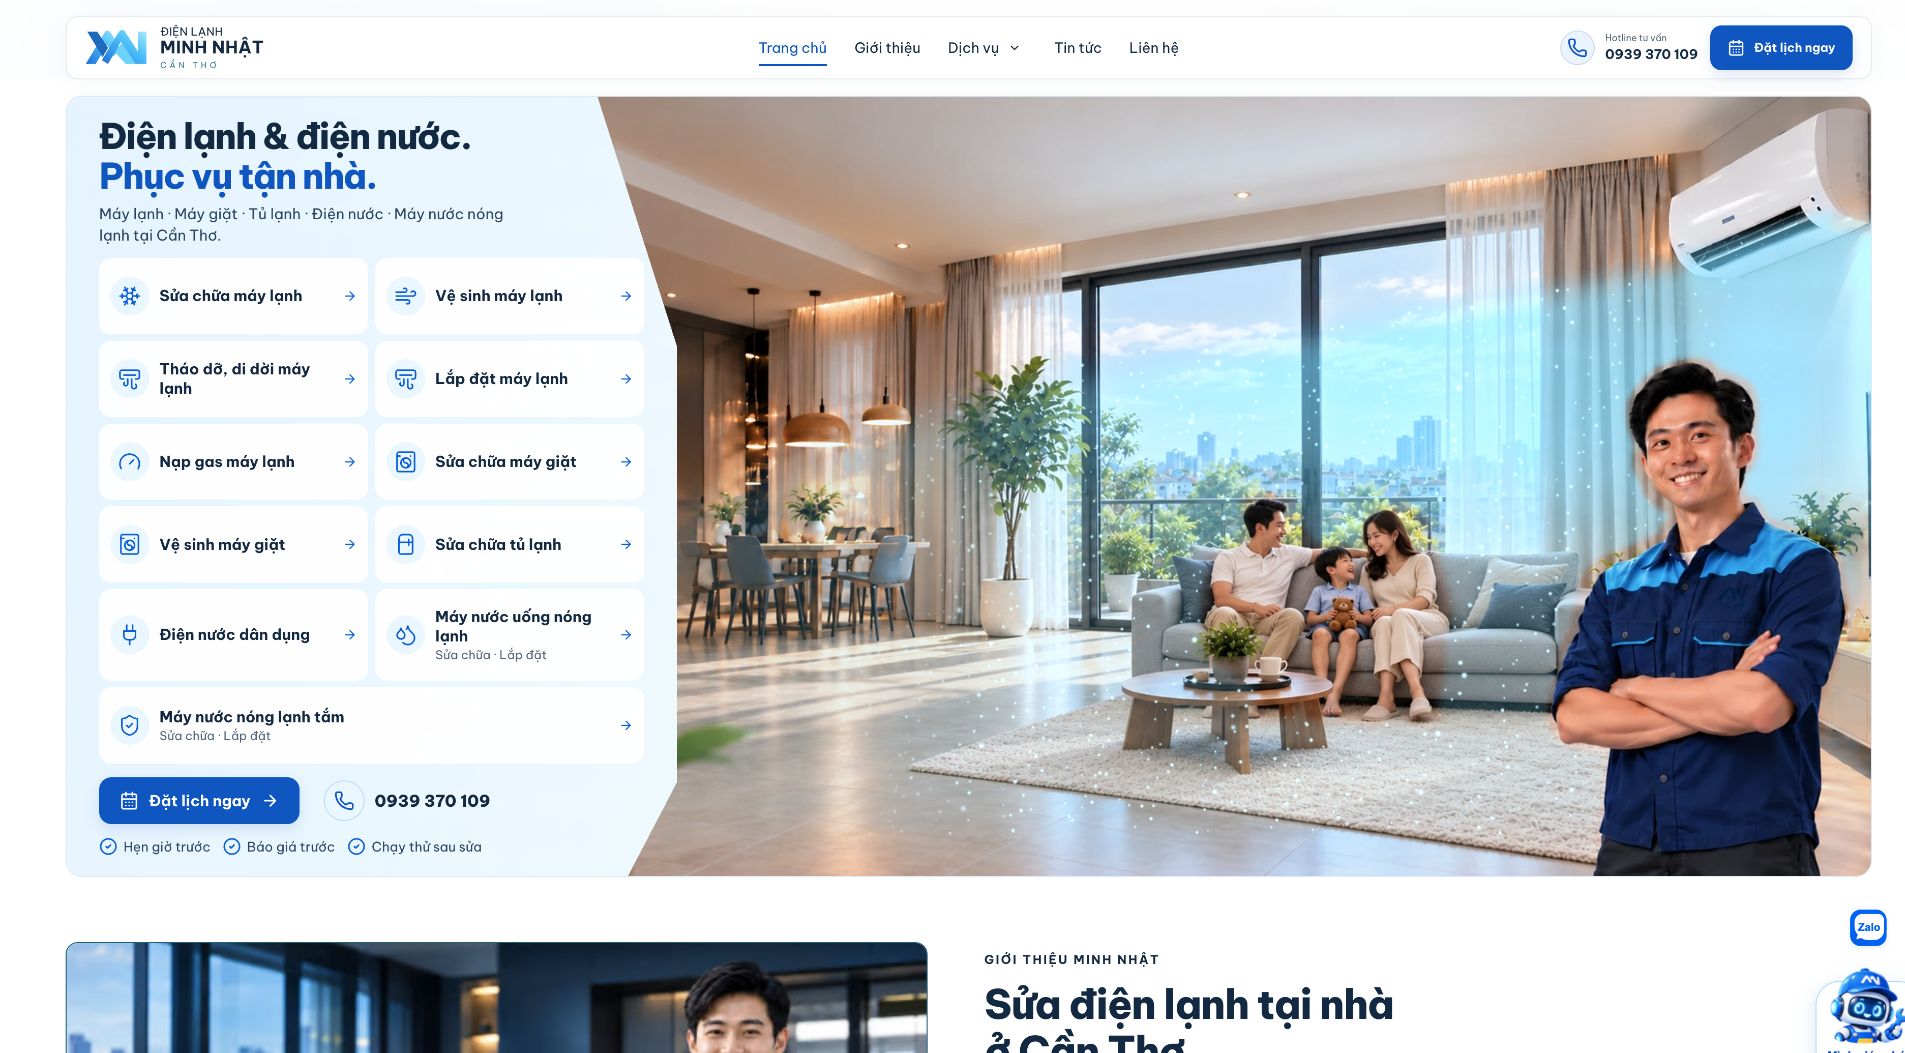 ĐIỆN LẠNH
MINH NHẬT
CẦN THƠ
Trang chủ
Giới thiệu
Dịch vụ
Tin tức
Liên hệ
Hotline tư vấn
0939 370 109
Đặt lịch ngay
Điện lạnh & điện nước.
Phục vụ tận nhà.
Máy lạnh · Máy giặt · Tủ lạnh · Điện nước · Máy nước nóng
lạnh tại Cần Thơ.
Sửa chữa máy lạnh
Vệ sinh máy lạnh
Tháo dỡ, di dời máy
lạnh
Lắp đặt máy lạnh
Nạp gas máy lạnh
Sửa chữa máy giặt
Vệ sinh máy giặt
Sửa chữa tủ lạnh
Điện nước dân dụng
Máy nước uống nóng
lạnh
Sửa chữa · Lắp đặt
Máy nước nóng lạnh tắm
Sửa chữa · Lắp đặt
Đặt lịch ngay
0939 370 109
Hẹn giờ trước
Báo giá trước
Chạy thử sau sửa
Zalo
GIỚI THIỆU MINH NHẬT
Sửa điện lạnh tại nhà
ở Cần Thơ